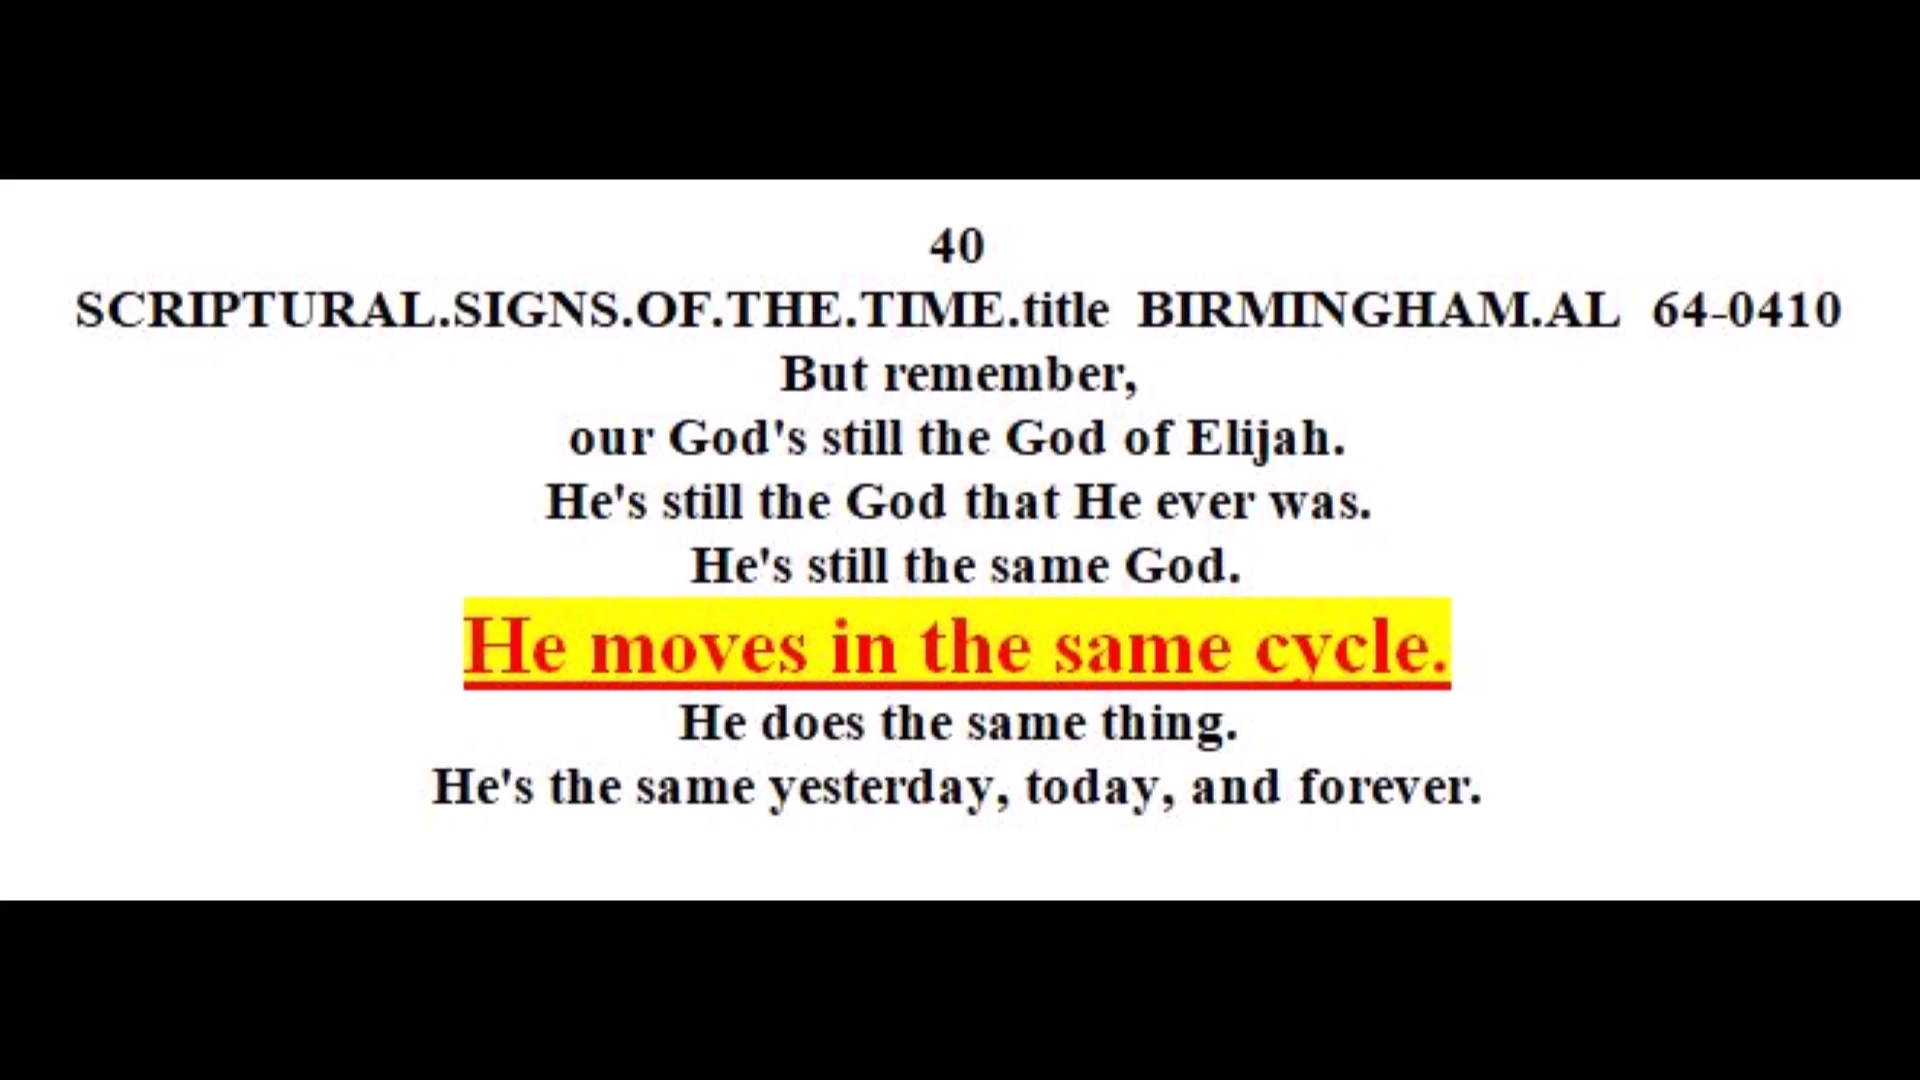 40
SCRIPTURAL.SIGNS.OF.THE.TIME.title BIRMINGHAM.AL 64-0410
But remember,
our God's still the God of Elijah.
He's still the God that He ever was.
He's still the same God.
He moves in the same cycle.
He does the same thing.
He's the same yesterday, today, and forever.